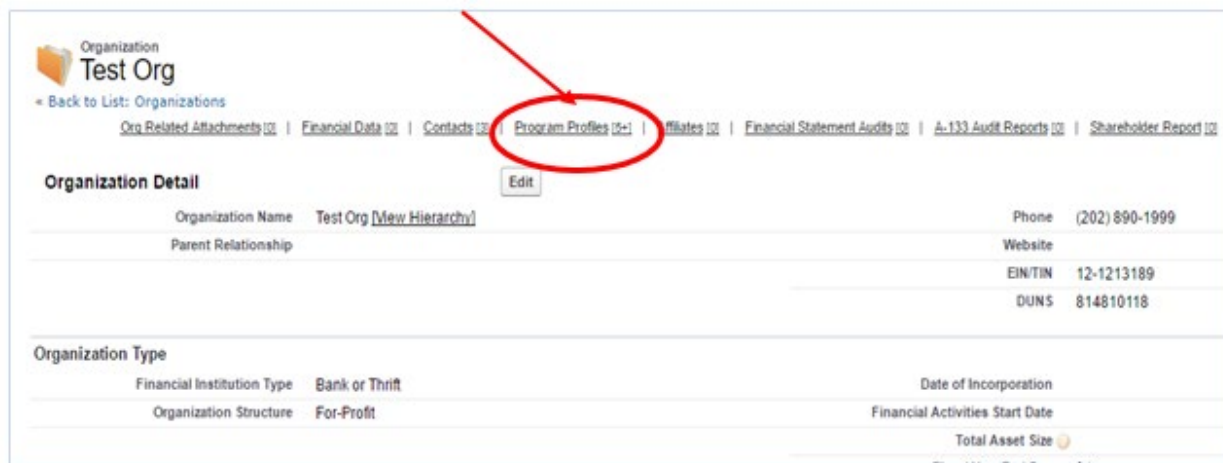 Organization
Test Org
« Back to List: Organizations
Org Related Attachments [0] | Financial Data [0] | Contacts [3] | Program Profiles [5+] | Affiliates [0] | Financial Statement Audits [0] | A-133 Audit Reports [0] | Shareholder Report [0]
Organization Detail Edit
Organization Name Test Org [View Hierarchy] Phone (202) 890-1999
Parent Relationship Website
EIN/TIN 12-1213189
DUNS 814810118
Organization Type
Financial Institution Type Bank or Thrift Date of Incorporation
Organization Structure For-Profit Financial Activities Start Date
Total Asset Size